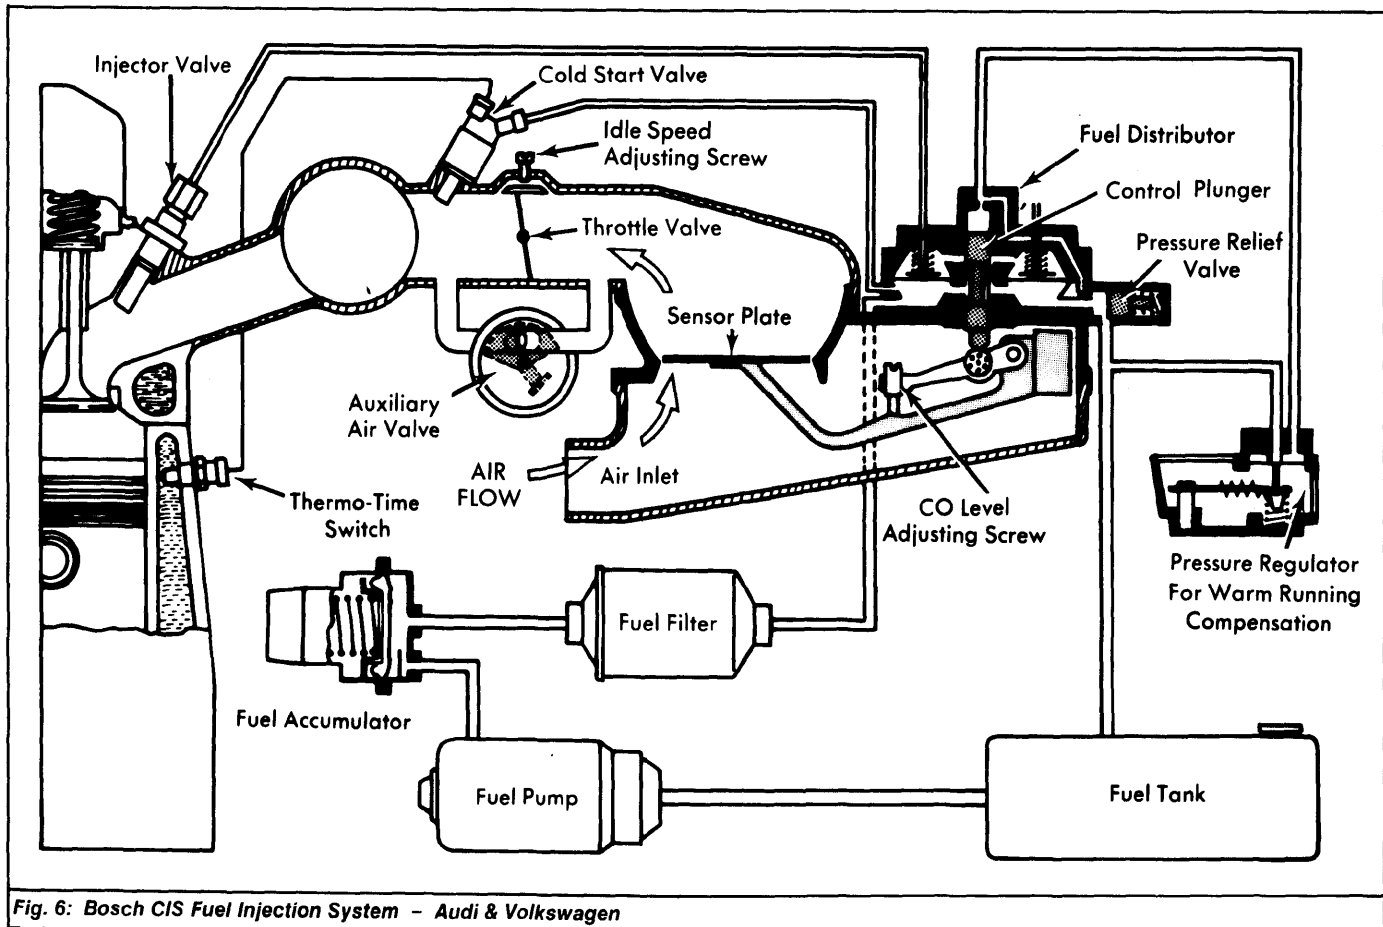 Injector Valve
Cold Start Valve
Idle Speed
Adjusting Screw
Fuel Distributor
Control Plunger
Pressure Relief
Valve
Throttle Valve
Sensor Plate
Auxiliary
Air Valve
AIR
FLOW
Air Inlet
Thermo-Time
Switch
CO Level
Adjusting Screw
Pressure Regulator
For Warm Running
Compensation
Fuel Filter
Fuel Accumulator
Fuel Pump
Fuel Tank
Fig. 6: Bosch CIS Fuel Injection System – Audi & Volkswagen